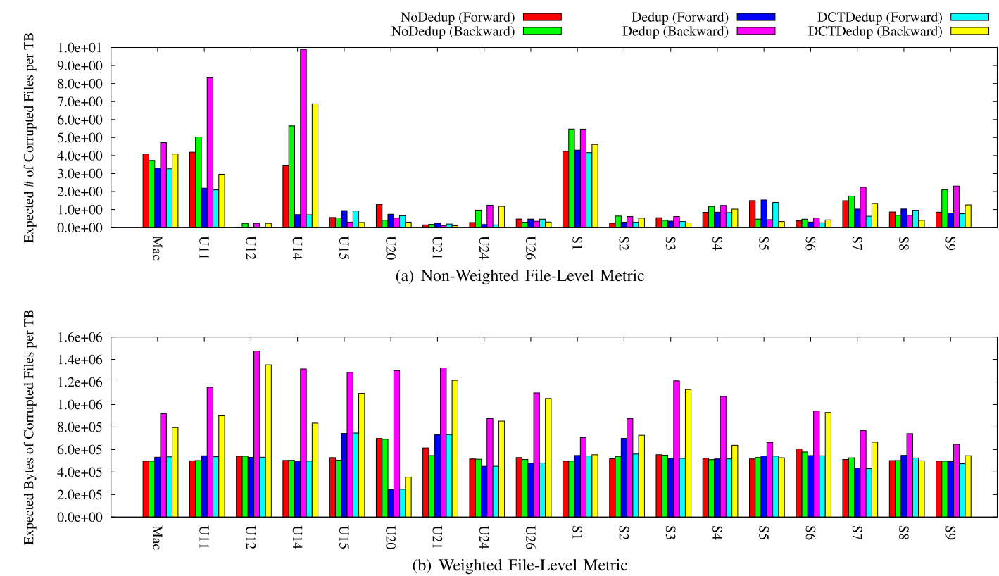 NoDedup (Forward) Dedup (Forward) DCTDedup (Forward)
NoDedup (Backward) Dedup (Backward) DCTDedup (Backward)
Expected # of Corrupted Files per TB
1.0e+01
9.0e+00
8.0e+00
7.0e+00
6.0e+00
5.0e+00
4.0e+00
3.0e+00
2.0e+00
1.0e+00
0.0e+00
Mac U11 U12 U14 U15 U20 U21 U24 U26 S1 S2 S3 S4 S5 S6 S7 S8 S9
(a) Non-Weighted File-Level Metric
Expected Bytes of Corrupted Files per TB
1.6e+06
1.4e+06
1.2e+06
1.0e+06
8.0e+05
6.0e+05
4.0e+05
2.0e+05
0.0e+00
Mac U11 U12 U14 U15 U20 U21 U24 U26 S1 S2 S3 S4 S5 S6 S7 S8 S9
(b) Weighted File-Level Metric